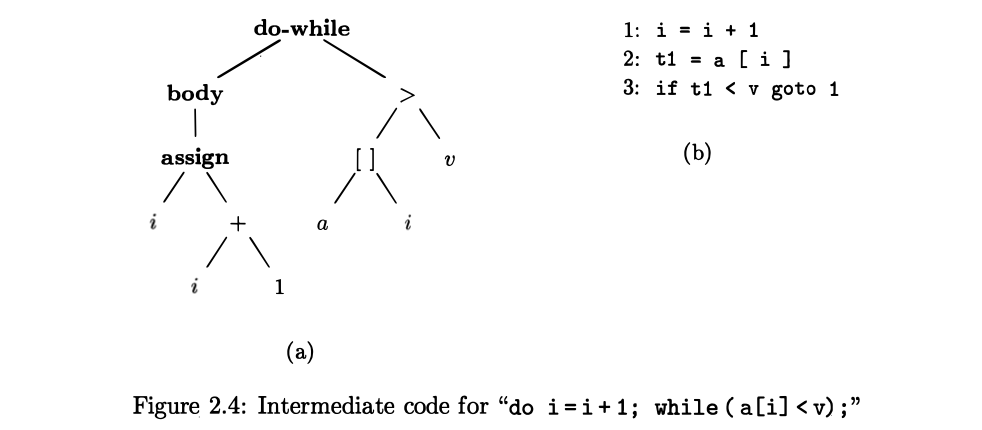 do-while
body >
assign [ ] v
i + a i
i 1
(a)
1: i = i + 1
2: t1 = a [ i ]
3: if t1 < v goto 1
(b)
Figure 2.4: Intermediate code for “do i=i+1; while(a[i]<v);”